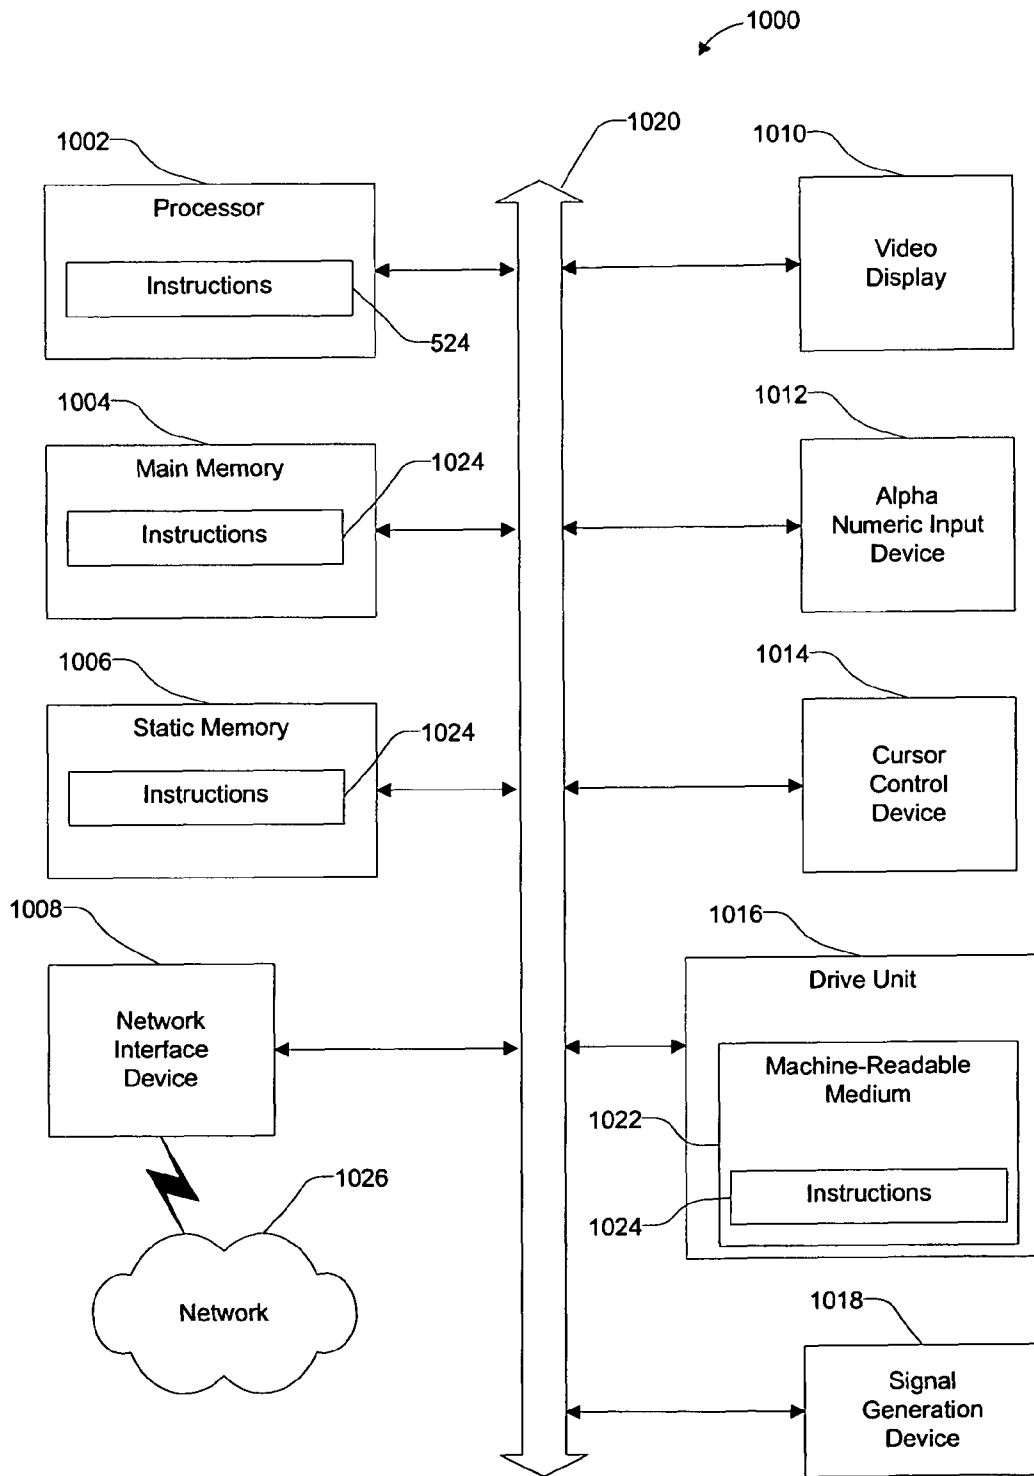 1000
1020
1002
Processor
Instructions
524
1010
Video
Display
1004
Main Memory
1024
Instructions
1012
Alpha
Numeric Input
Device
1006
Static Memory
1024
Instructions
1014
Cursor
Control
Device
1008
Network
Interface
Device
1016
Drive Unit
Machine-Readable
Medium
1022
Instructions
1024
1026
Network
1018
Signal
Generation
Device